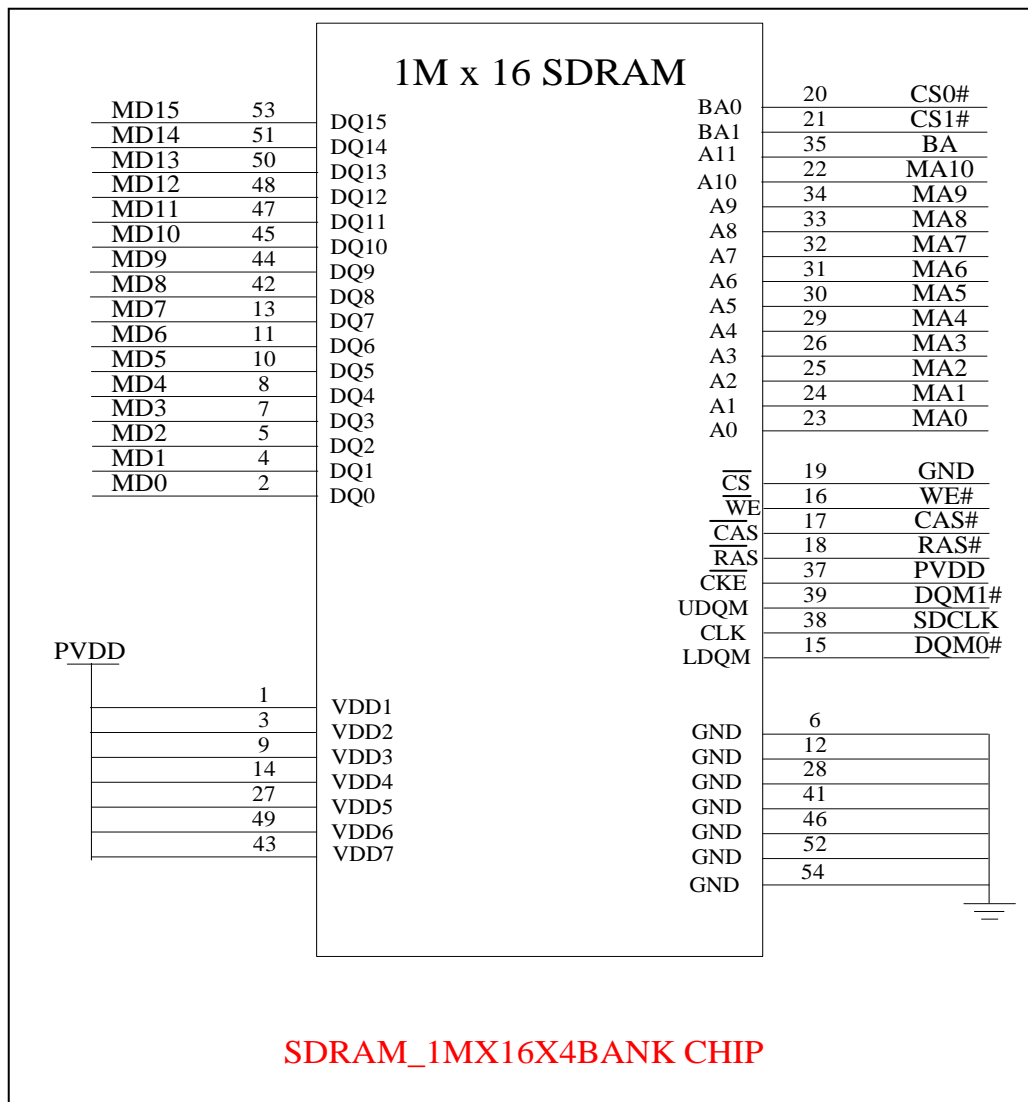 1M x 16 SDRAM
MD15 53 DQ15
MD14 51 DQ14
MD13 50 DQ13
MD12 48 DQ12
MD11 47 DQ11
MD10 45 DQ10
MD9 44 DQ9
MD8 42 DQ8
MD7 13 DQ7
MD6 11 DQ6
MD5 10 DQ5
MD4 8 DQ4
MD3 7 DQ3
MD2 5 DQ2
MD1 4 DQ1
MD0 2 DQ0
BA0 20 CS0#
BA1 21 CS1#
A11 35 BA
A10 22 MA10
A9 34 MA9
A8 33 MA8
A7 32 MA7
A6 31 MA6
A5 30 MA5
A4 29 MA4
A3 26 MA3
A2 25 MA2
A1 24 MA1
A0 23 MA0
CS 19 GND
WE 16 WE#
CAS 17 CAS#
RAS 18 RAS#
CKE 37 PVDD
UDQM 39 DQM1#
CLK 38 SDCLK
LDQM 15 DQM0#
PVDD
1 VDD1
3 VDD2
9 VDD3
14 VDD4
27 VDD5
49 VDD6
43 VDD7
GND 6
GND 12
GND 28
GND 41
GND 46
GND 52
GND 54
SDRAM_1MX16X4BANK CHIP